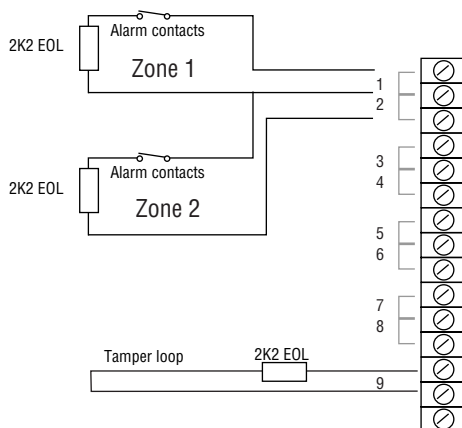 2K2 EOL
Alarm contacts
Zone 1
2K2 EOL
Alarm contacts
Zone 2
1
2
3
4
5
6
7
8
Tamper loop
2K2 EOL
9